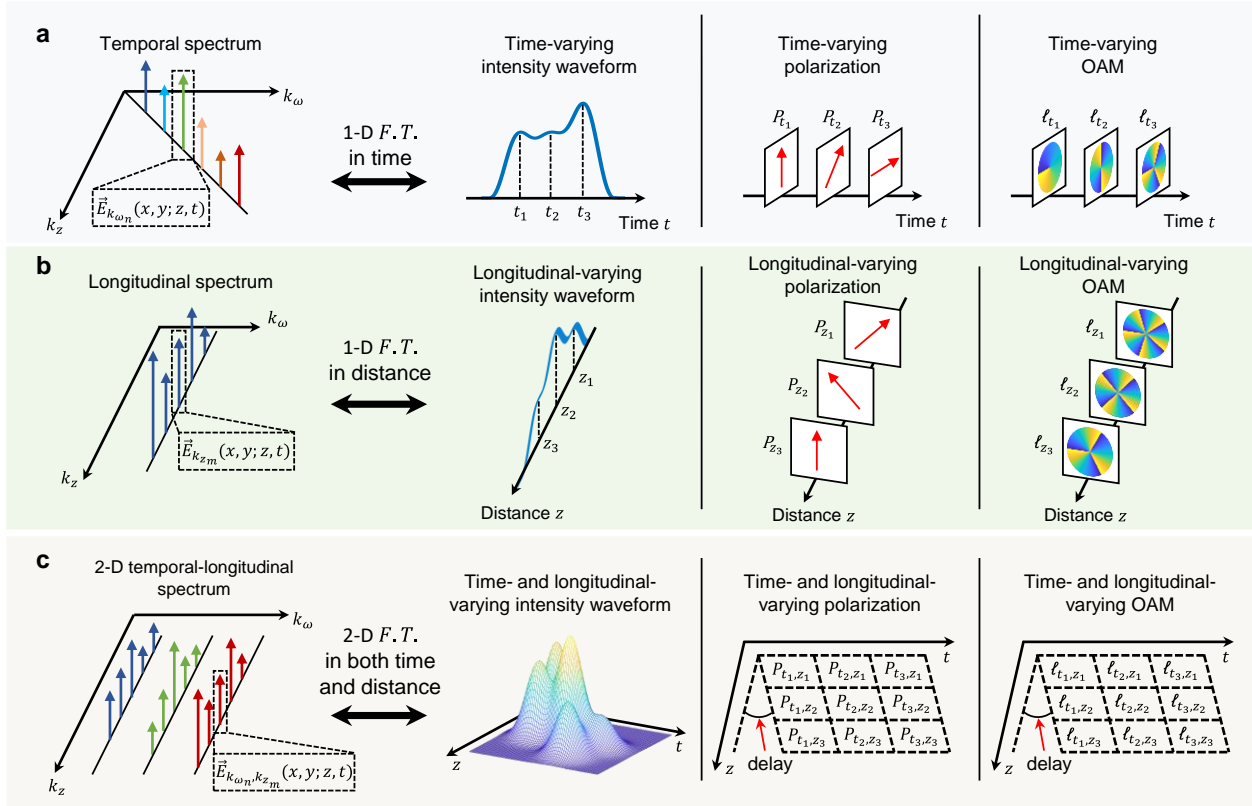 a
Temporal spectrum
k_ω
k_z
E⃗_{k_{ω_n}}(x, y; z, t)
1-D F.T.
in time
Time-varying
intensity waveform
t_1
t_2
t_3
Time t
Time-varying
polarization
P_{t_1}
P_{t_2}
P_{t_3}
Time t
Time-varying
OAM
ℓ_{t_1}
ℓ_{t_2}
ℓ_{t_3}
Time t
b
Longitudinal spectrum
k_ω
k_z
E⃗_{k_{z_m}}(x, y; z, t)
1-D F.T.
in distance
Longitudinal-varying
intensity waveform
z_1
z_2
z_3
Distance z
Longitudinal-varying
polarization
P_{z_1}
P_{z_2}
P_{z_3}
Distance z
Longitudinal-varying
OAM
ℓ_{z_1}
ℓ_{z_2}
ℓ_{z_3}
Distance z
c
2-D temporal-longitudinal
spectrum
k_ω
k_z
E⃗_{k_{ω_n},k_{z_m}}(x, y; z, t)
2-D F.T.
in both time
and distance
Time- and longitudinal-
varying intensity waveform
z
t
Time- and longitudinal-
varying polarization
t
P_{t_1,z_1} P_{t_2,z_1} P_{t_3,z_1}
P_{t_1,z_2} P_{t_2,z_2} P_{t_3,z_2}
P_{t_1,z_3} P_{t_2,z_3} P_{t_3,z_3}
z
delay
Time- and longitudinal-
varying OAM
t
ℓ_{t_1,z_1} ℓ_{t_2,z_1} ℓ_{t_3,z_1}
ℓ_{t_1,z_2} ℓ_{t_2,z_2} ℓ_{t_3,z_2}
ℓ_{t_1,z_3} ℓ_{t_2,z_3} ℓ_{t_3,z_3}
z
delay